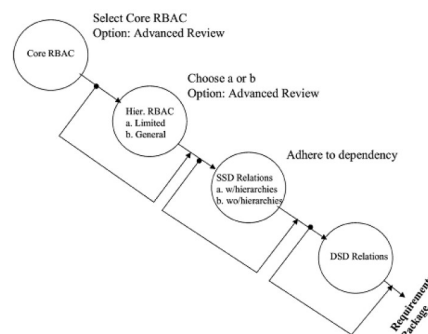 Select Core RBAC
Option: Advanced Review
Core RBAC
Choose a or b
Option: Advanced Review
Hier. RBAC
a. Limited
b. General
Adhere to dependency
SSD Relations
a. w/hierarchies
b. wo/hierarchies
DSD Relations
Requirement
Package